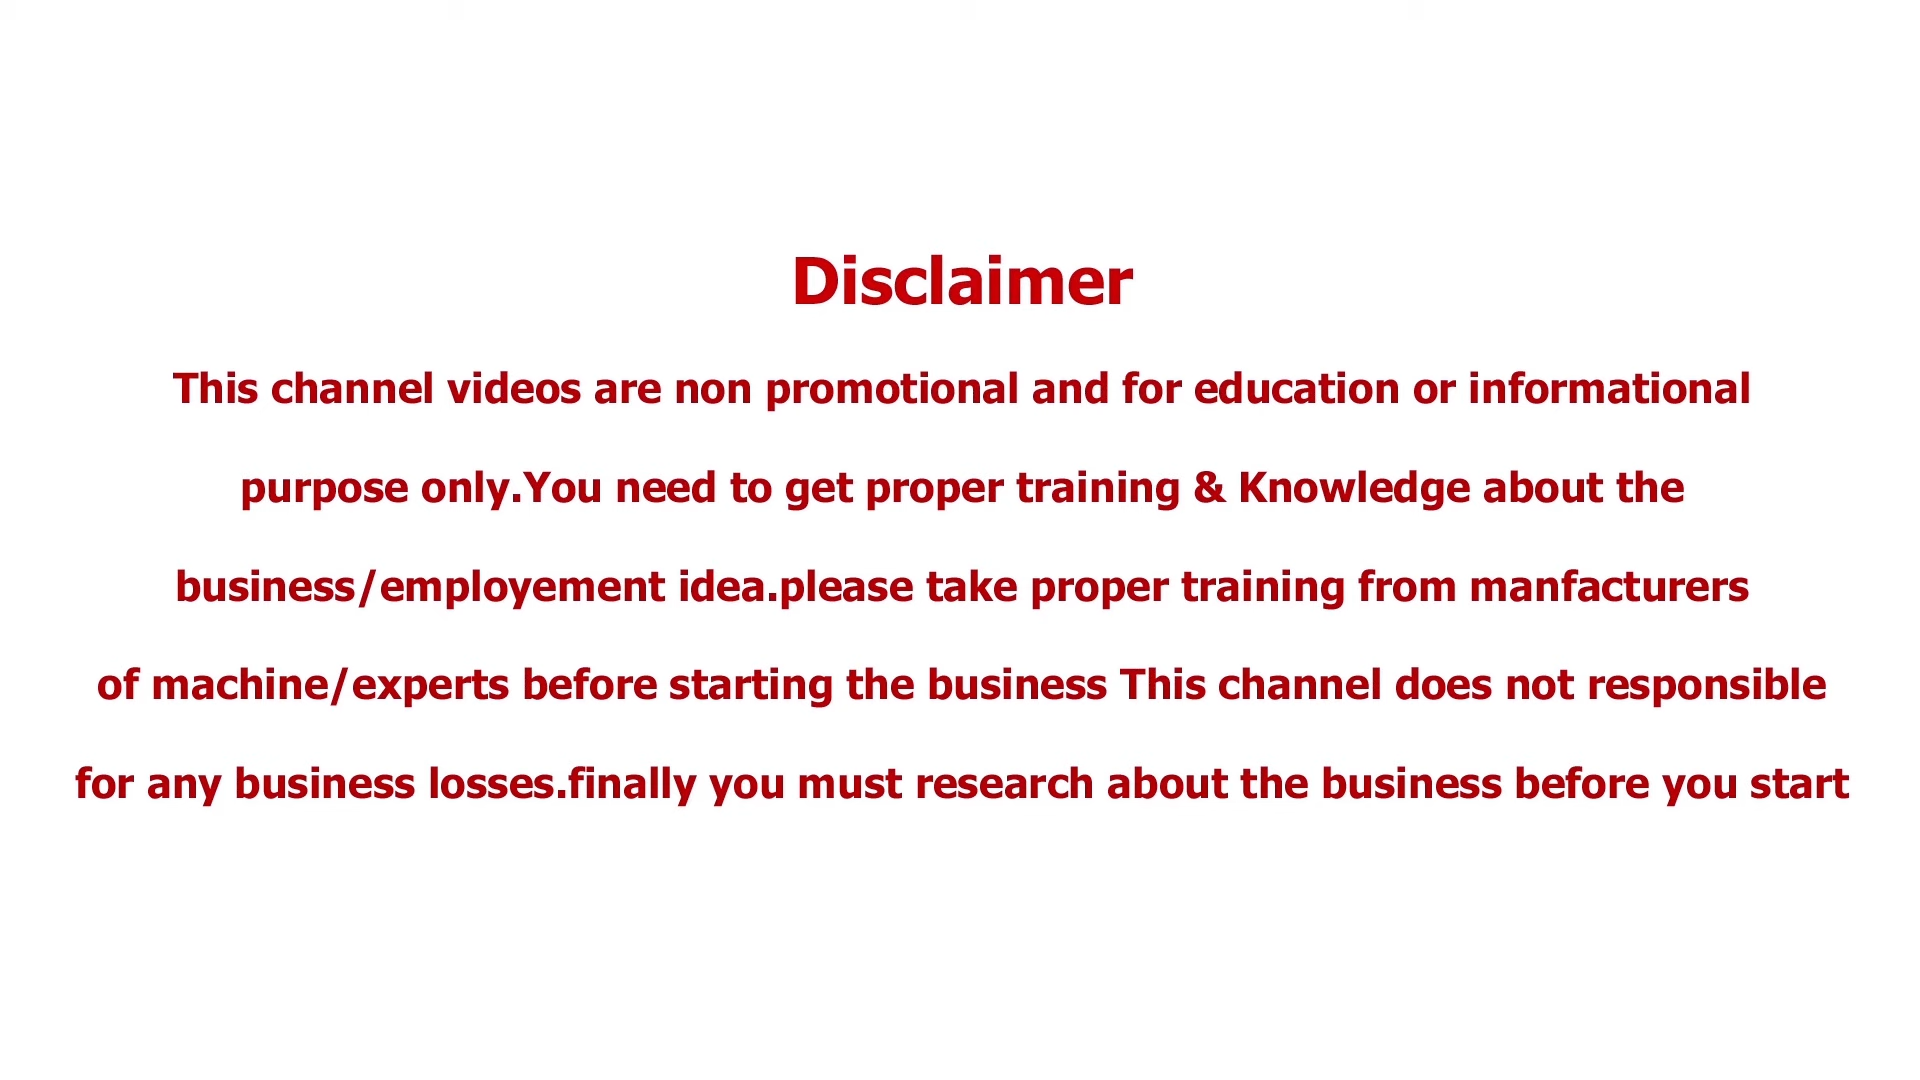 Disclaimer
This channel videos are non promotional and for education or informational
purpose only.You need to get proper training & Knowledge about the
business/employement idea.please take proper training from manfacturers
of machine/experts before starting the business This channel does not responsible
for any business losses.finally you must research about the business before you start